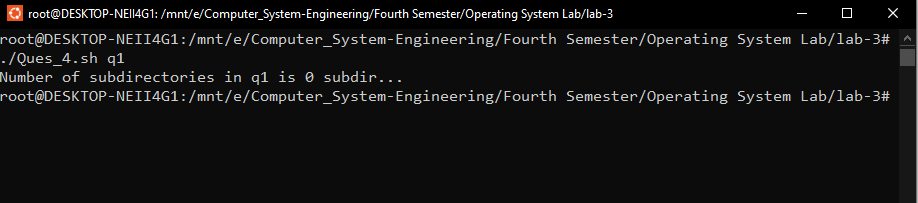 root@DESKTOP-NEII4G1: /mnt/e/Computer_System-Engineering/Fourth Semester/Operating System Lab/lab-3
root@DESKTOP-NEII4G1:/mnt/e/Computer_System-Engineering/Fourth Semester/Operating System Lab/lab-3#
./Ques_4.sh q1
Number of subdirectories in q1 is 0 subdir...
root@DESKTOP-NEII4G1:/mnt/e/Computer_System-Engineering/Fourth Semester/Operating System Lab/lab-3#